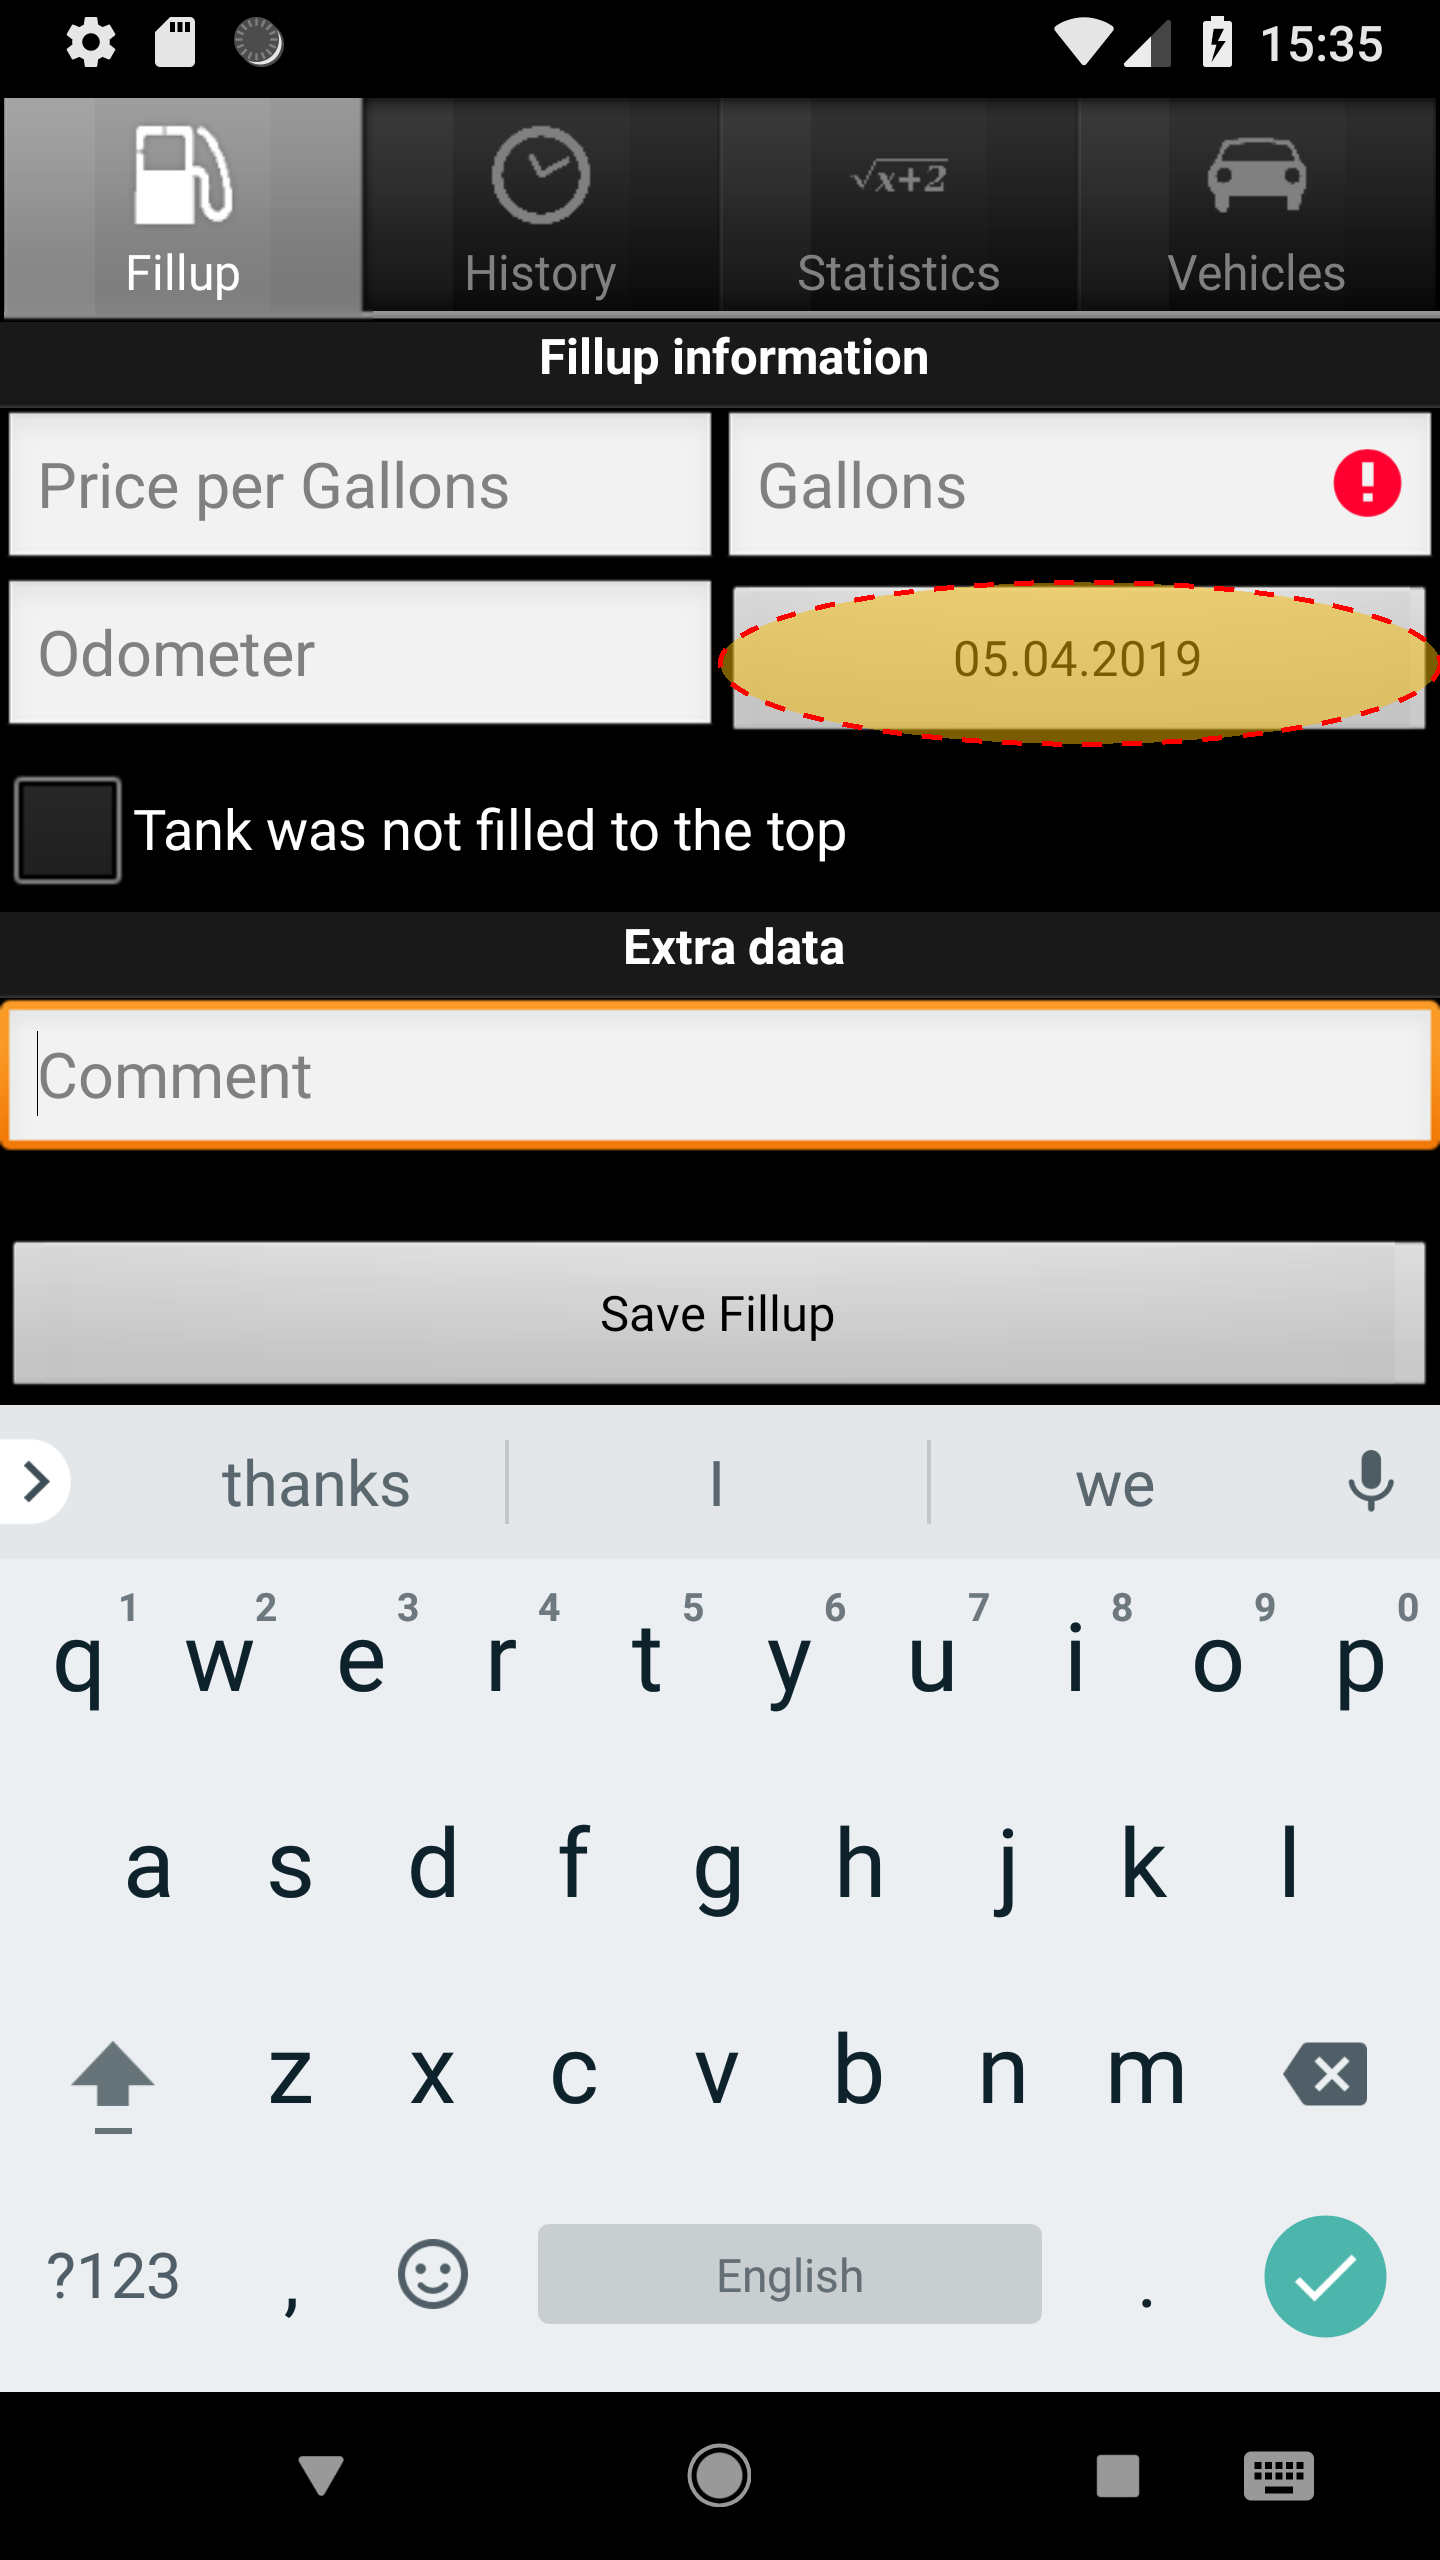 15:35
Fillup
History
√x+2
Statistics
Vehicles
Fillup information
Price per Gallons
Gallons
Odometer
05.04.2019
Tank was not filled to the top
Extra data
Comment
Save Fillup
thanks I we
1 2 3 4 5 6 7 8 9 0
q w e r t y u i o p
a s d f g h j k l
z x c v b n m
?123 , English .